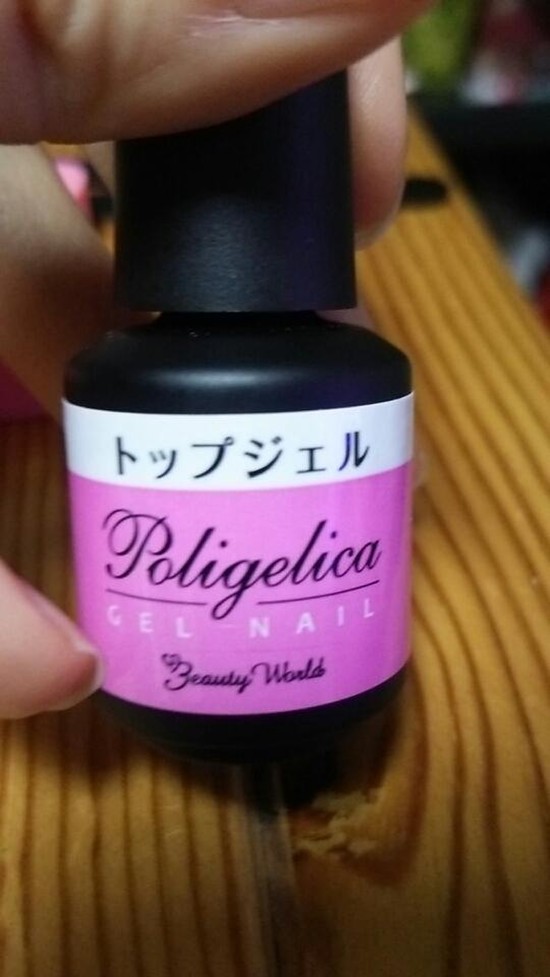 トップジェル
Poligelica
GEL NAIL
Beauty World